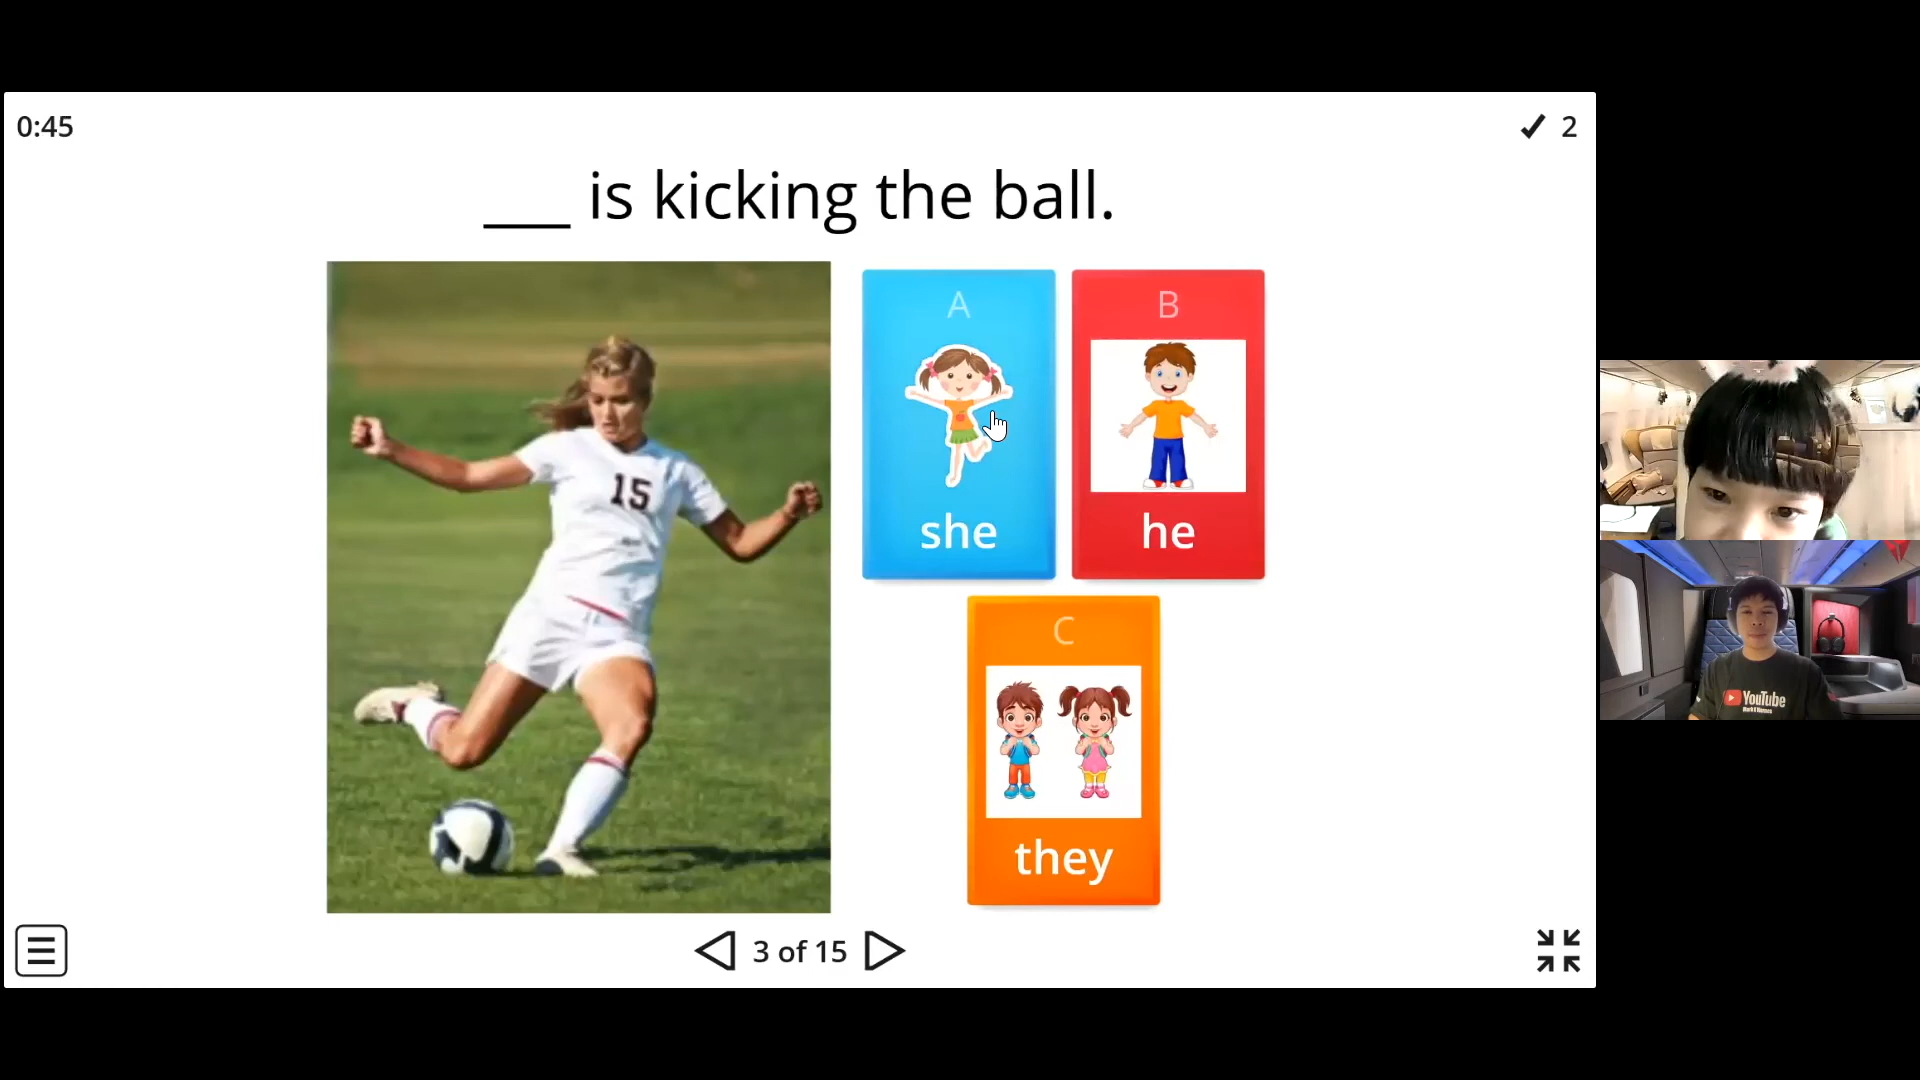 0:45
2
___ is kicking the ball.
15
A
she
B
he
C
they
3 of 15
YouTube